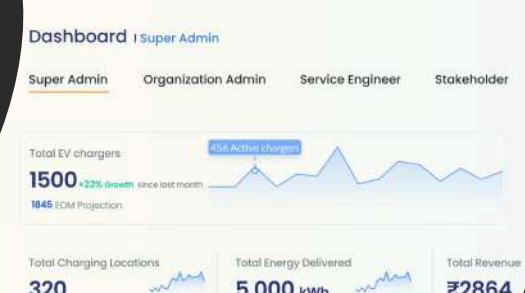 Dashboard | Super Admin
Super Admin Organization Admin Service Engineer Stakeholder
456 Active chargers
Total EV chargers
1500 +23% Growth since last month
1845 EOM Projection
Total Charging Locations Total Energy Delivered Total Revenue
320 5,000 kWh ₹2864